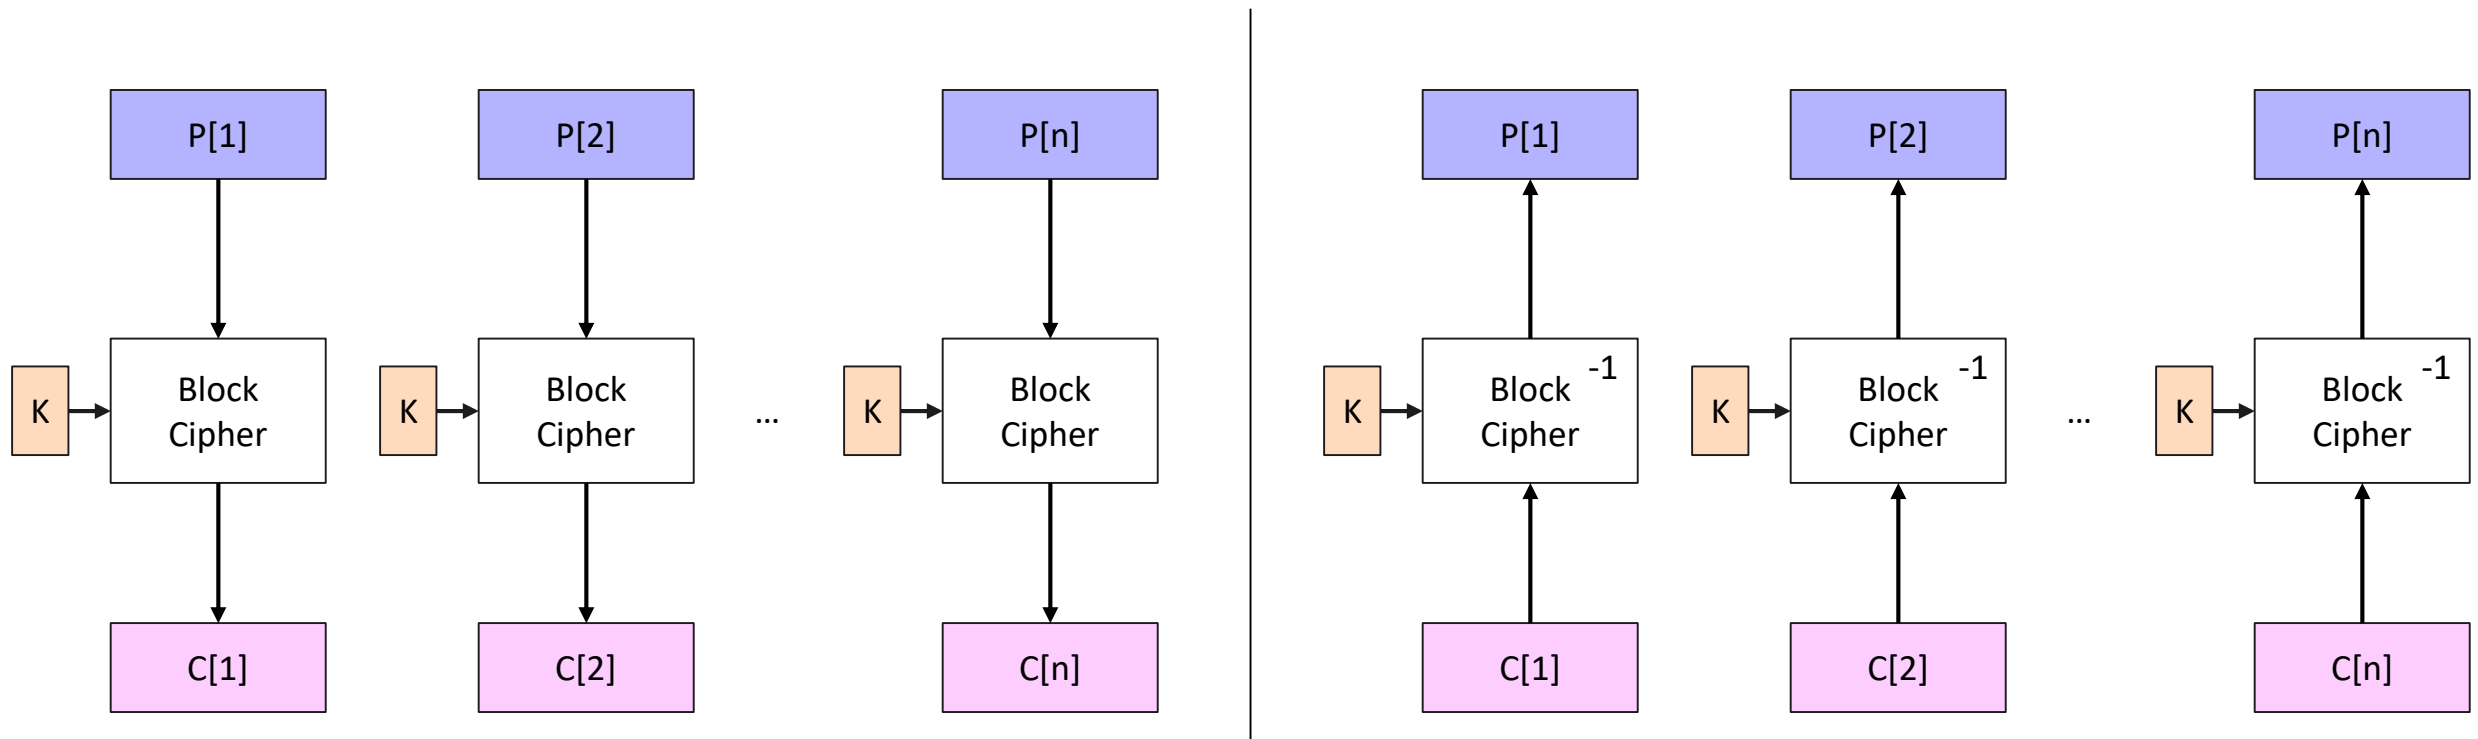 P[1] P[2] P[n] P[1] P[2] P[n]
K Block Cipher K Block Cipher ... K Block Cipher K Block Cipher -1 K Block Cipher -1 ... K Block Cipher -1
C[1] C[2] C[n] C[1] C[2] C[n]